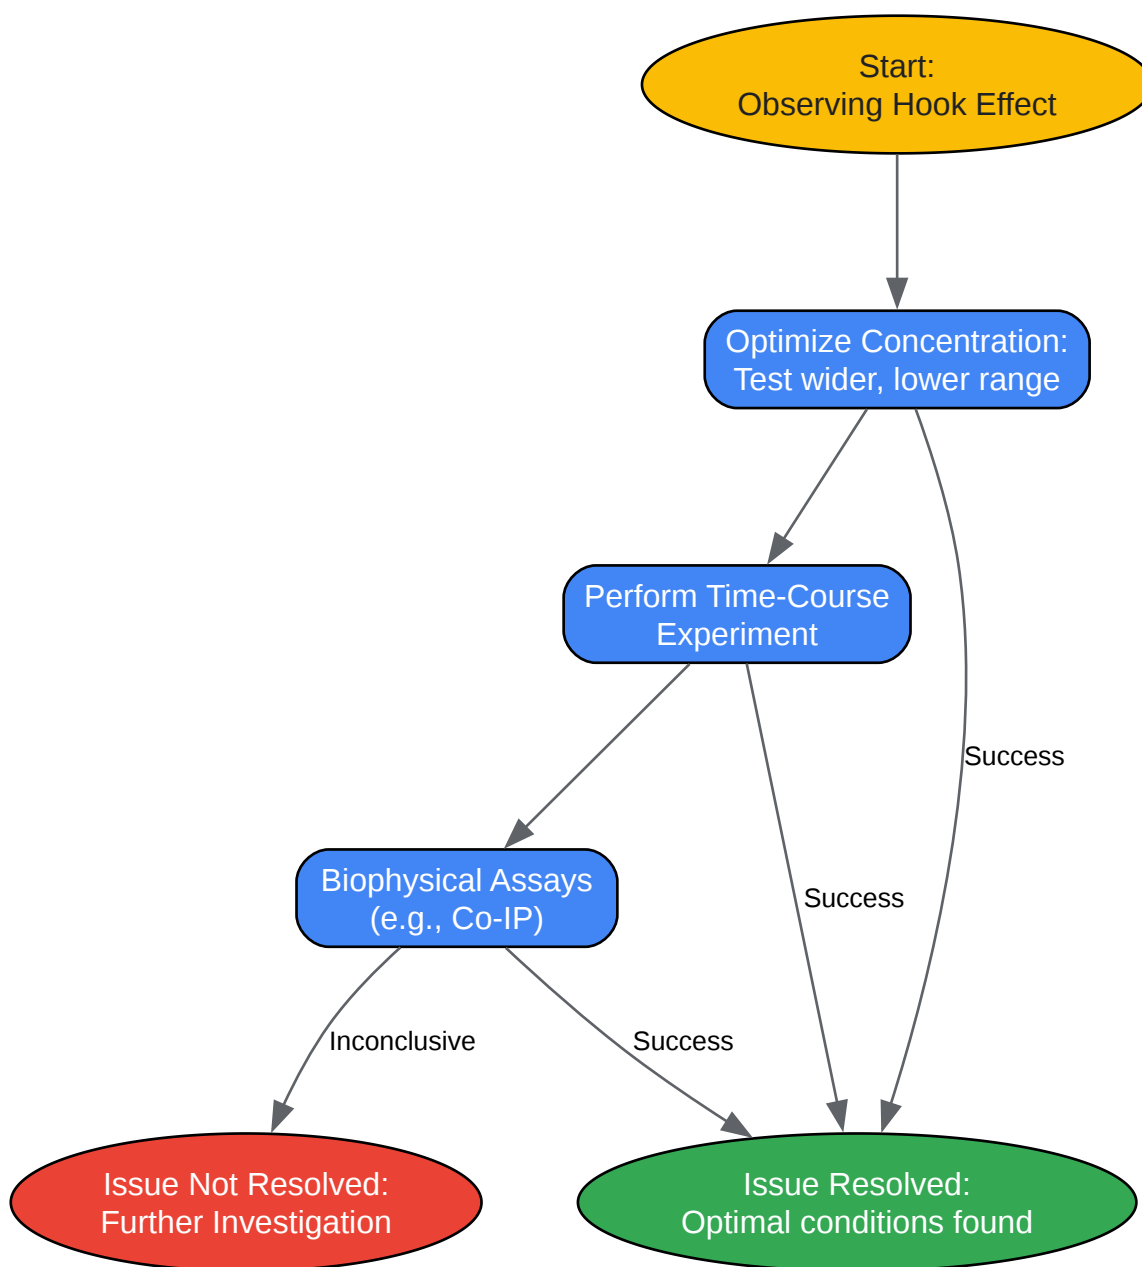 Start:
Observing Hook Effect
Optimize Concentration:
Test wider, lower range
Perform Time-Course
Experiment
Success
Biophysical Assays
(e.g., Co-IP)
Success
Inconclusive
Success
Issue Not Resolved:
Further Investigation
Issue Resolved:
Optimal conditions found